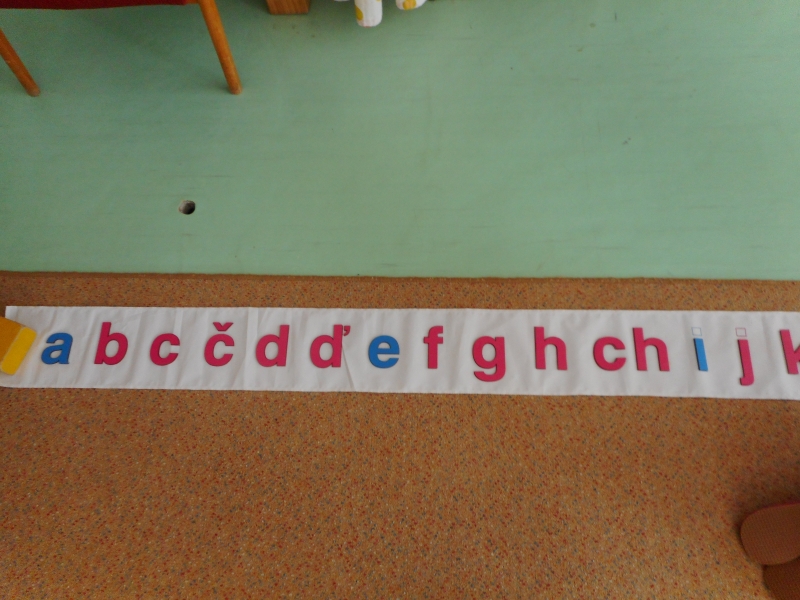 a b c č d ď e f g h ch i j k